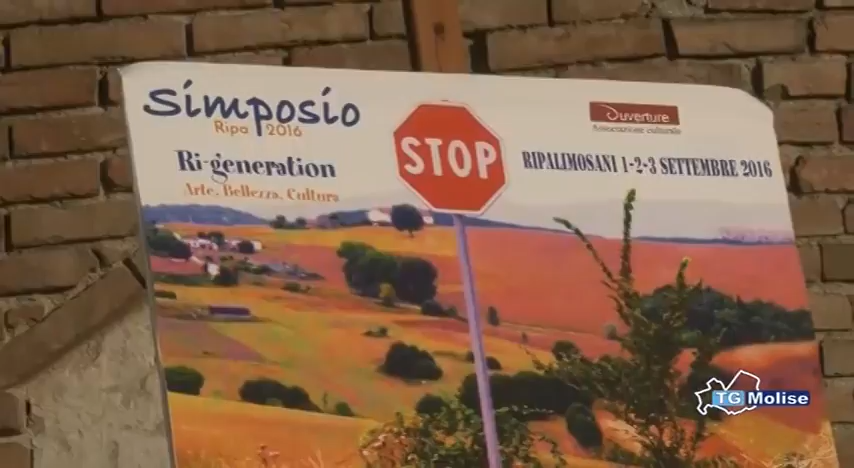 Simposio
Ripa 2016
Ri-generation
Arte, Bellezza, Cultura
STOP
Ouverture
Associazione culturale
RIPALIMOSANI 1-2-3 SETTEMBRE 2016
TG Molise